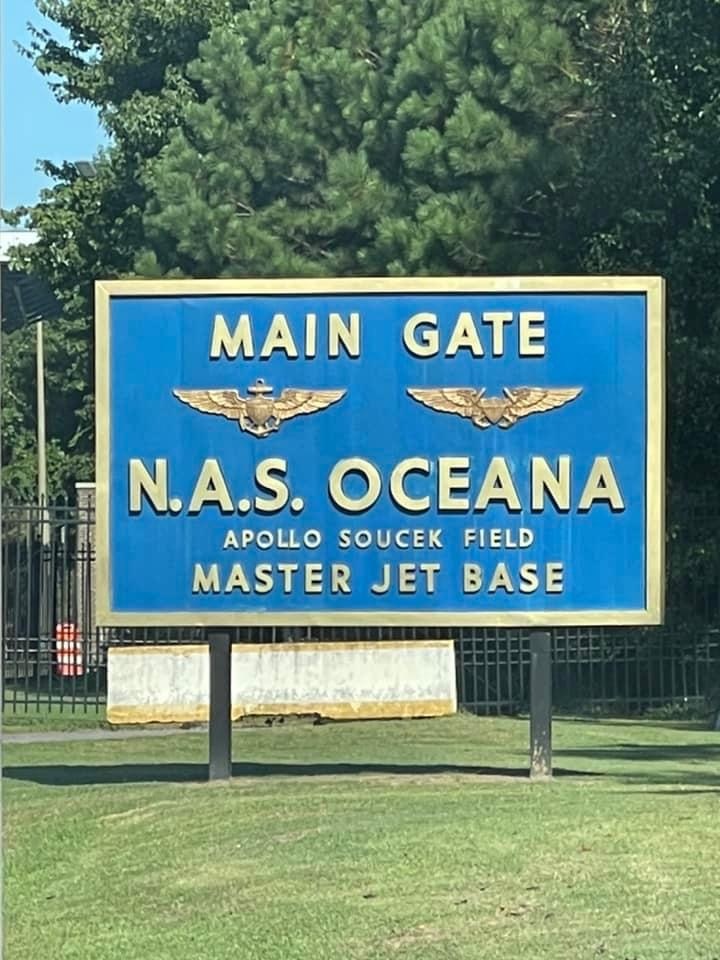 MAIN GATE
N.A.S. OCEANA
APOLLO SOUCEK FIELD
MASTER JET BASE